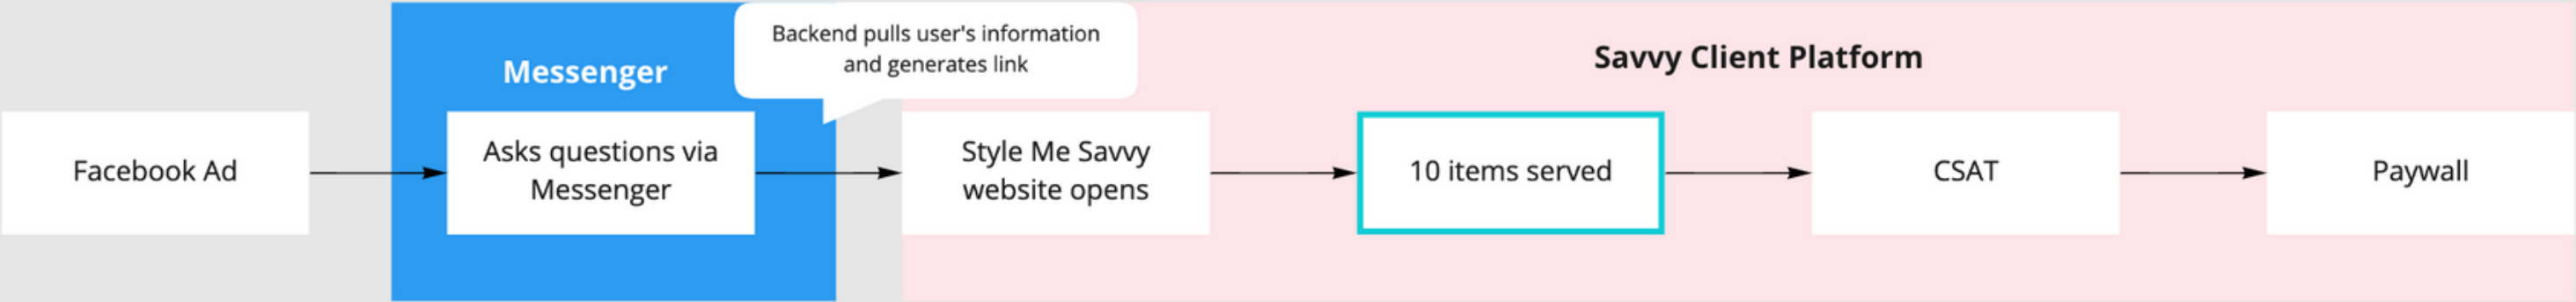 Backend pulls user's information
and generates link
Messenger
Savvy Client Platform
Facebook Ad
Asks questions via
Messenger
Style Me Savvy
website opens
10 items served
CSAT
Paywall